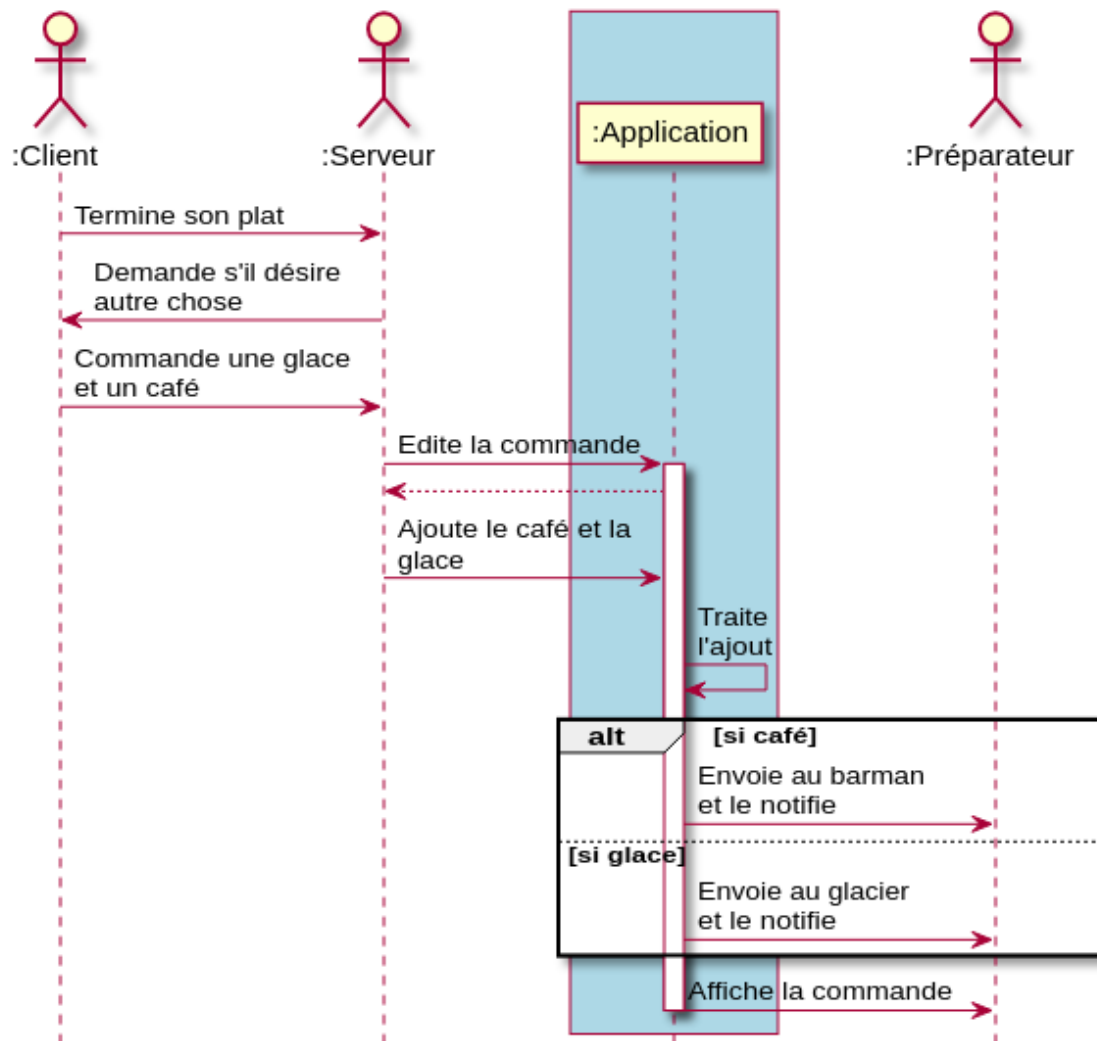 :Client
:Serveur
:Application
:Préparateur
Termine son plat
Demande s'il désire
autre chose
Commande une glace
et un café
Edite la commande
Ajoute le café et la
glace
Traite
l'ajout
alt
[si café]
Envoie au barman
et le notifie
[si glace]
Envoie au glacier
et le notifie
Affiche la commande